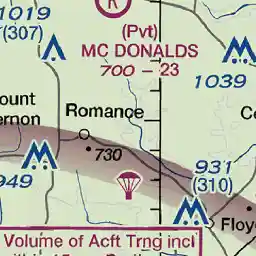 R
1019
(307)
(Pvt)
MC DONALDS
700 - 23
1039
ount
ernon
Romance
730
949
931
(310)
Floy
Volume of Acft Trng incl